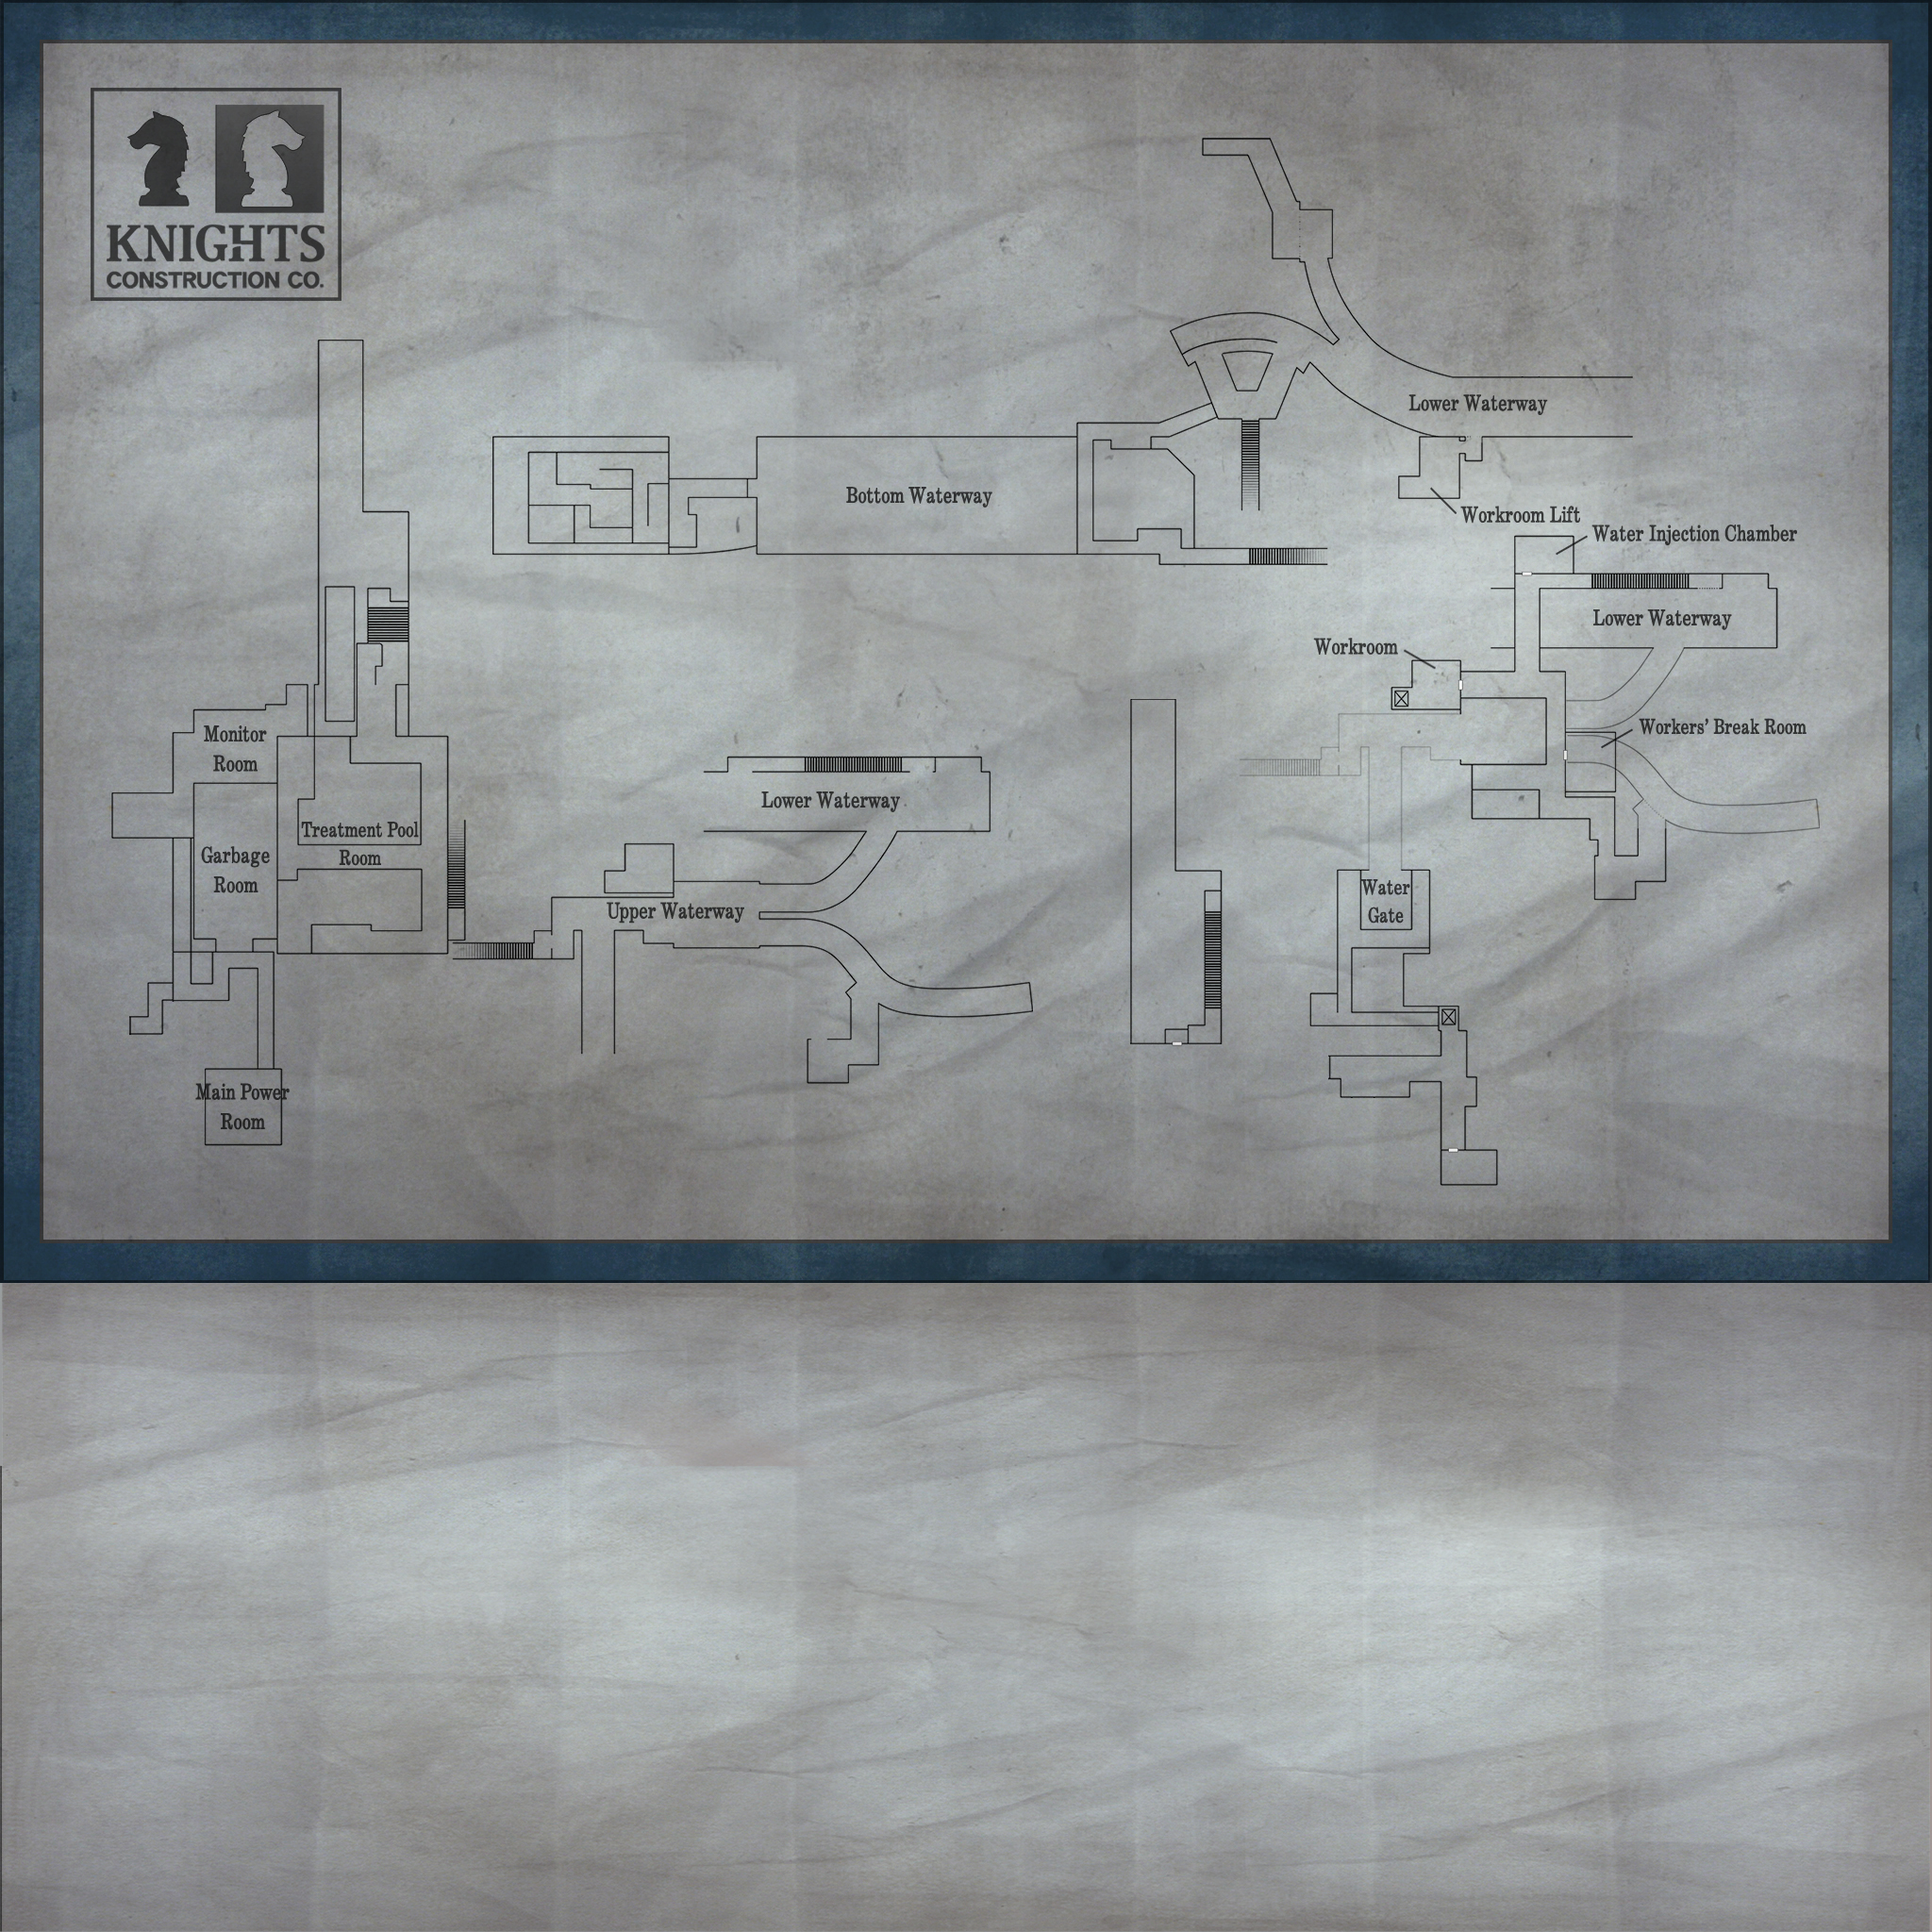 KNIGHTS
CONSTRUCTION CO.
Lower Waterway
Bottom Waterway
Workroom Lift
Water Injection Chamber
Lower Waterway
Workroom
Workers' Break Room
Monitor
Room
Lower Waterway
Treatment Pool
Room
Garbage
Room
Upper Waterway
Water
Gate
Main Power
Room